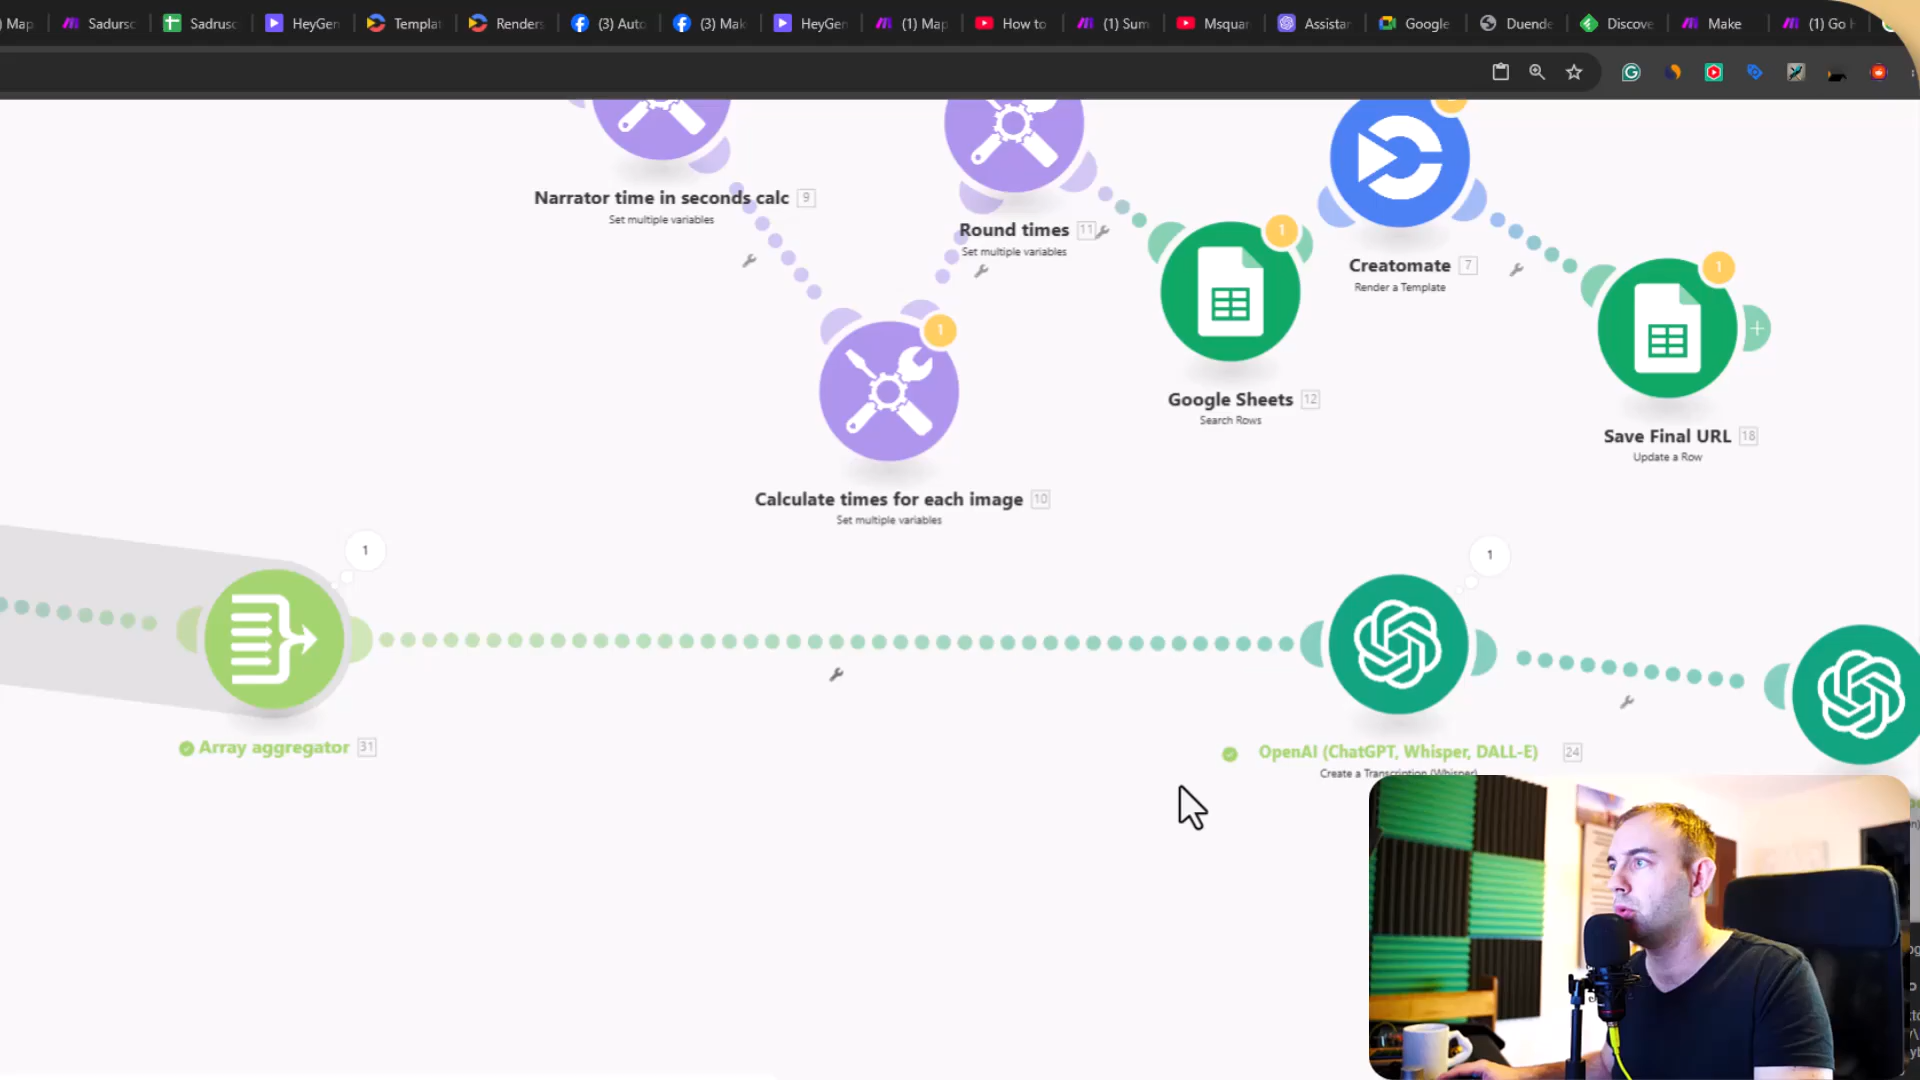 ) Map
Sadursc
Sadrusc
HeyGen
Templat
Renders
(3) Auto
(3) Mak
HeyGen
(1) Map
How to
(1) Sum
Msquar
Assistar
Google
Duende
Discove
Make
(1) Go H
Narrator time in seconds calc 9
Set multiple variables
Round times 11
Set multiple variables
Creatomate 7
Render a Template
1
1
Google Sheets 12
Search Rows
Save Final URL 18
Update a Row
1
Calculate times for each image 10
Set multiple variables
1
1
Array aggregator 31
OpenAI (ChatGPT, Whisper, DALL-E) 24
Create a Transcription (Whisper)